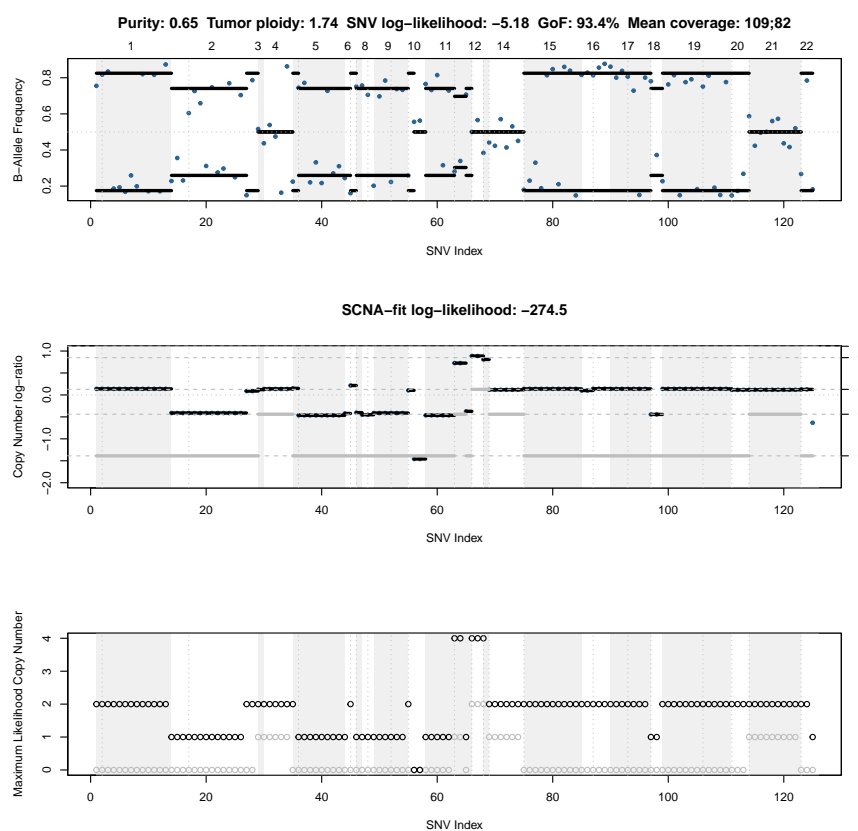 Purity: 0.65 Tumor ploidy: 1.74 SNV log−likelihood: −5.18 GoF: 93.4% Mean coverage: 109;82
1 2 3 4 5 6 8 9 10 11 12 14 15 16 17 18 19 20 21 22
B−Allele Frequency
0.8
0.6
0.4
0.2
0 20 40 60 80 100 120
SNV Index
SCNA−fit log−likelihood: −274.5
Copy Number log−ratio
1.0
0.0
−1.0
−2.0
0 20 40 60 80 100 120
SNV Index
Maximum Likelihood Copy Number
4
3
2
1
0
0 20 40 60 80 100 120
SNV Index